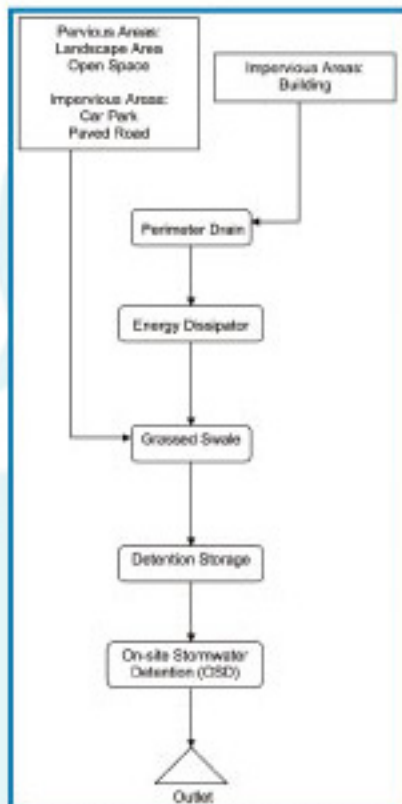 Pervious Areas:
Landscape Area
Open Space
Impervious Areas:
Car Park
Paved Road
Impervious Areas:
Building
Perimeter Drain
Energy Dissipator
Grassed Swale
Detention Storage
On-site Stormwater
Detention (OSD)
Outlet